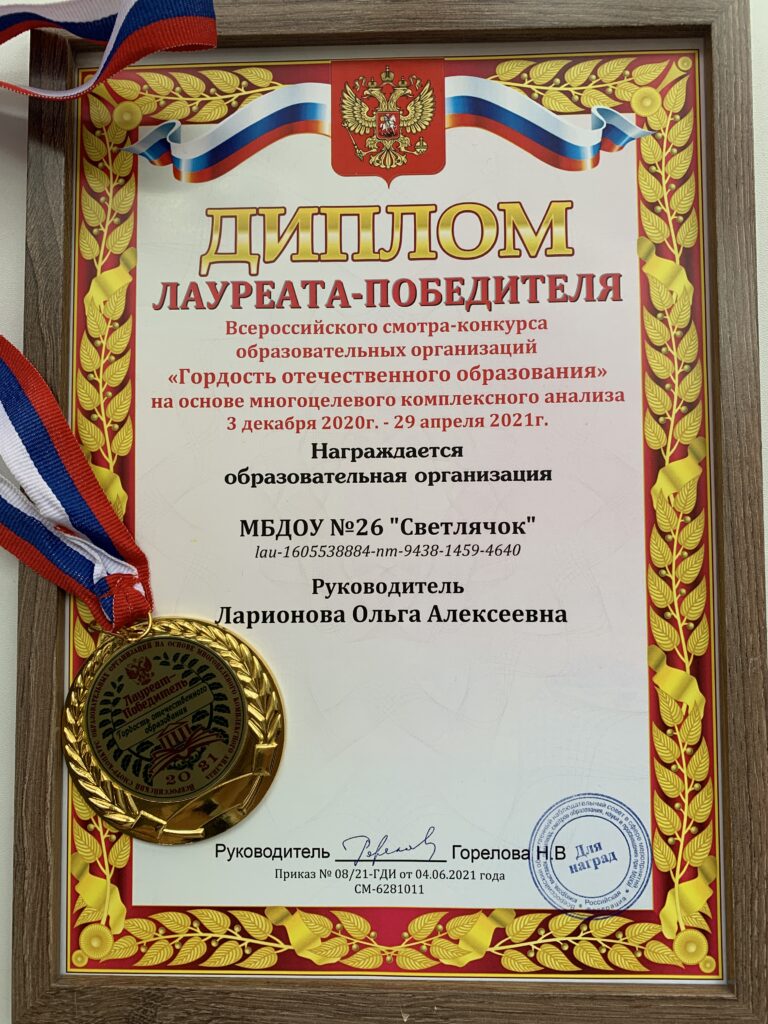 ДИПЛОМ
ЛАУРЕАТА-ПОБЕДИТЕЛЯ
Всероссийского смотра-конкурса
образовательных организаций
«Гордость отечественного образования»
на основе многоцелевого комплексного анализа
3 декабря 2020г. - 29 апреля 2021г.
Награждается
образовательная организация
МБДОУ №26 "Светлячок"
lau-1605538884-nm-9438-1459-4640
Руководитель
Ларионова Ольга Алексеевна
Лауреат-
Победитель
Гордость отечественного
образования
2021
Руководитель Горелова Н.В
Приказ № 08/21-ГДИ от 04.06.2021 года
СМ-6281011
Для
наград